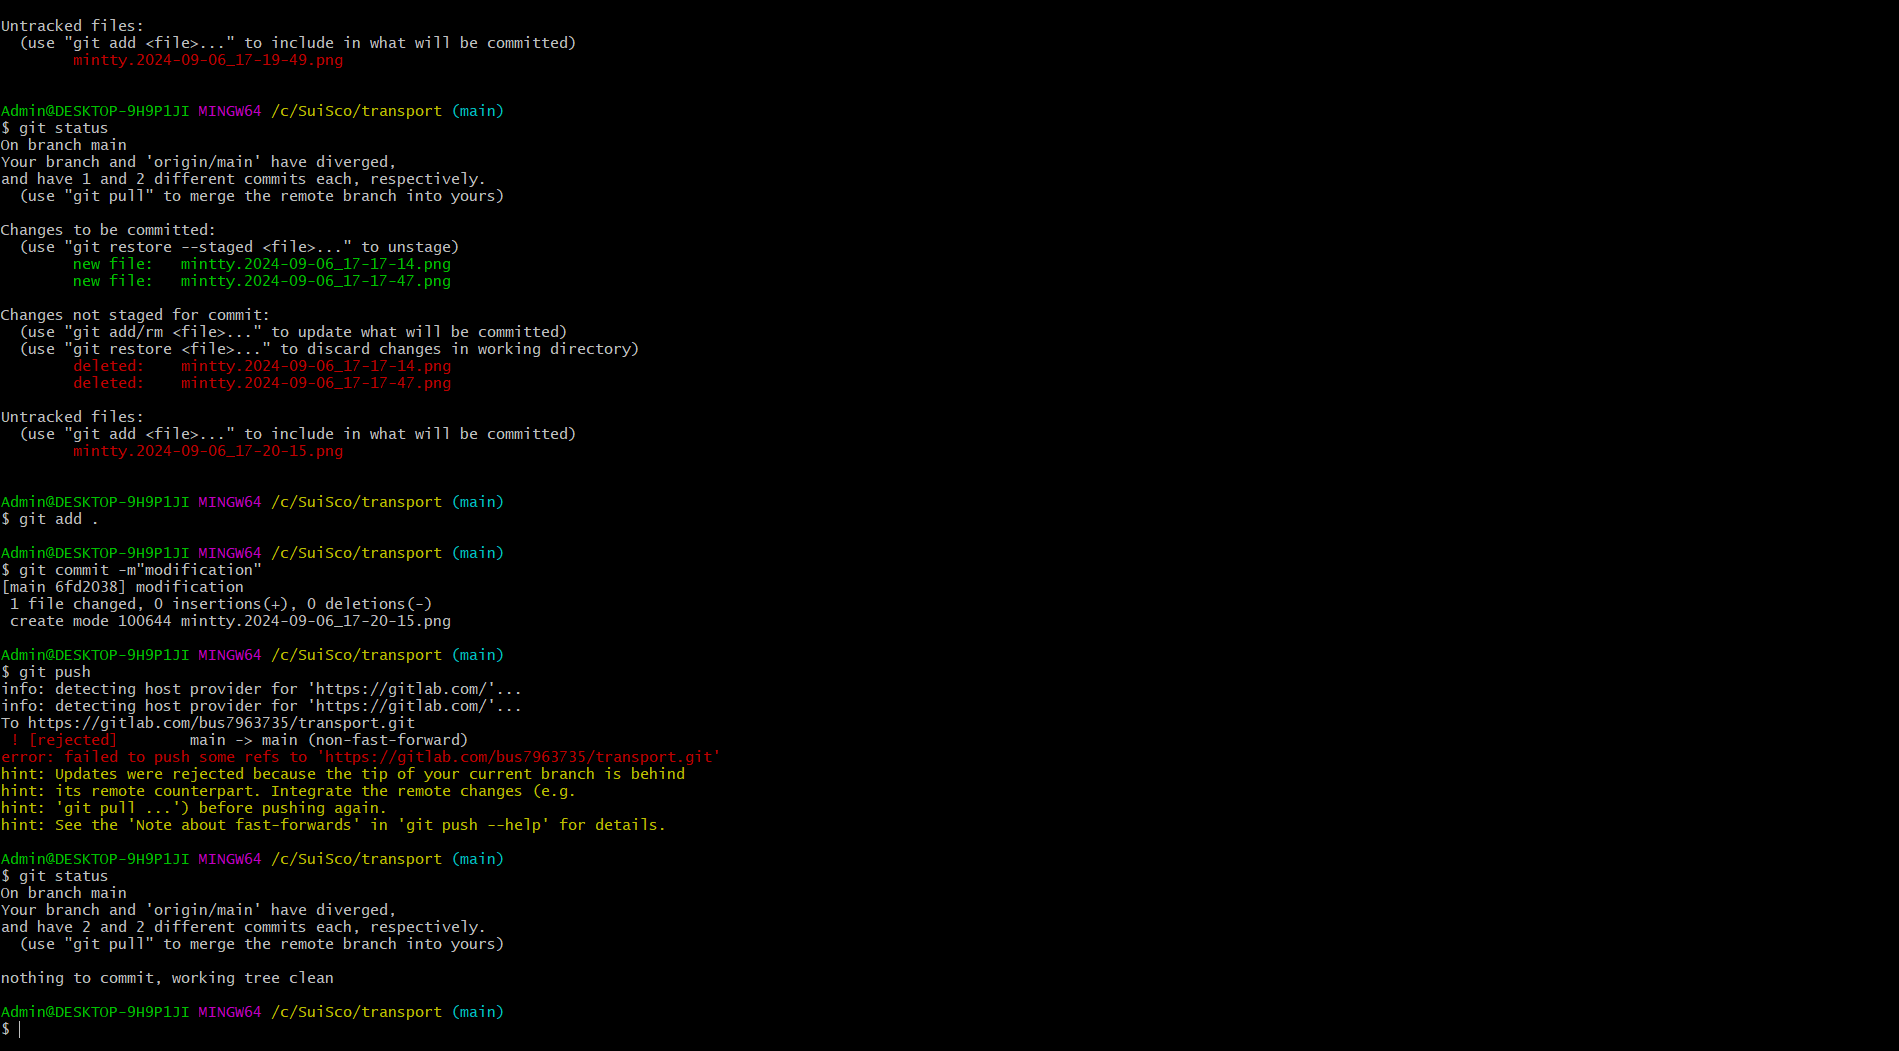 Untracked files:
  (use "git add <file>..." to include in what will be committed)
        mintty.2024-09-06_17-19-49.png

Admin@DESKTOP-9H9P1JI MINGW64 /c/SuiSco/transport (main)
$ git status
On branch main
Your branch and 'origin/main' have diverged,
and have 1 and 2 different commits each, respectively.
  (use "git pull" to merge the remote branch into yours)

Changes to be committed:
  (use "git restore --staged <file>..." to unstage)
        new file:   mintty.2024-09-06_17-17-14.png
        new file:   mintty.2024-09-06_17-17-47.png

Changes not staged for commit:
  (use "git add/rm <file>..." to update what will be committed)
  (use "git restore <file>..." to discard changes in working directory)
        deleted:    mintty.2024-09-06_17-17-14.png
        deleted:    mintty.2024-09-06_17-17-47.png

Untracked files:
  (use "git add <file>..." to include in what will be committed)
        mintty.2024-09-06_17-20-15.png

Admin@DESKTOP-9H9P1JI MINGW64 /c/SuiSco/transport (main)
$ git add .

Admin@DESKTOP-9H9P1JI MINGW64 /c/SuiSco/transport (main)
$ git commit -m"modification"
[main 6fd2038] modification
 1 file changed, 0 insertions(+), 0 deletions(-)
 create mode 100644 mintty.2024-09-06_17-20-15.png

Admin@DESKTOP-9H9P1JI MINGW64 /c/SuiSco/transport (main)
$ git push
info: detecting host provider for 'https://gitlab.com/'...
info: detecting host provider for 'https://gitlab.com/'...
To https://gitlab.com/bus7963735/transport.git
 ! [rejected]        main -> main (non-fast-forward)
error: failed to push some refs to 'https://gitlab.com/bus7963735/transport.git'
hint: Updates were rejected because the tip of your current branch is behind
hint: its remote counterpart. Integrate the remote changes (e.g.
hint: 'git pull ...') before pushing again.
hint: See the 'Note about fast-forwards' in 'git push --help' for details.

Admin@DESKTOP-9H9P1JI MINGW64 /c/SuiSco/transport (main)
$ git status
On branch main
Your branch and 'origin/main' have diverged,
and have 2 and 2 different commits each, respectively.
  (use "git pull" to merge the remote branch into yours)

nothing to commit, working tree clean

Admin@DESKTOP-9H9P1JI MINGW64 /c/SuiSco/transport (main)
$